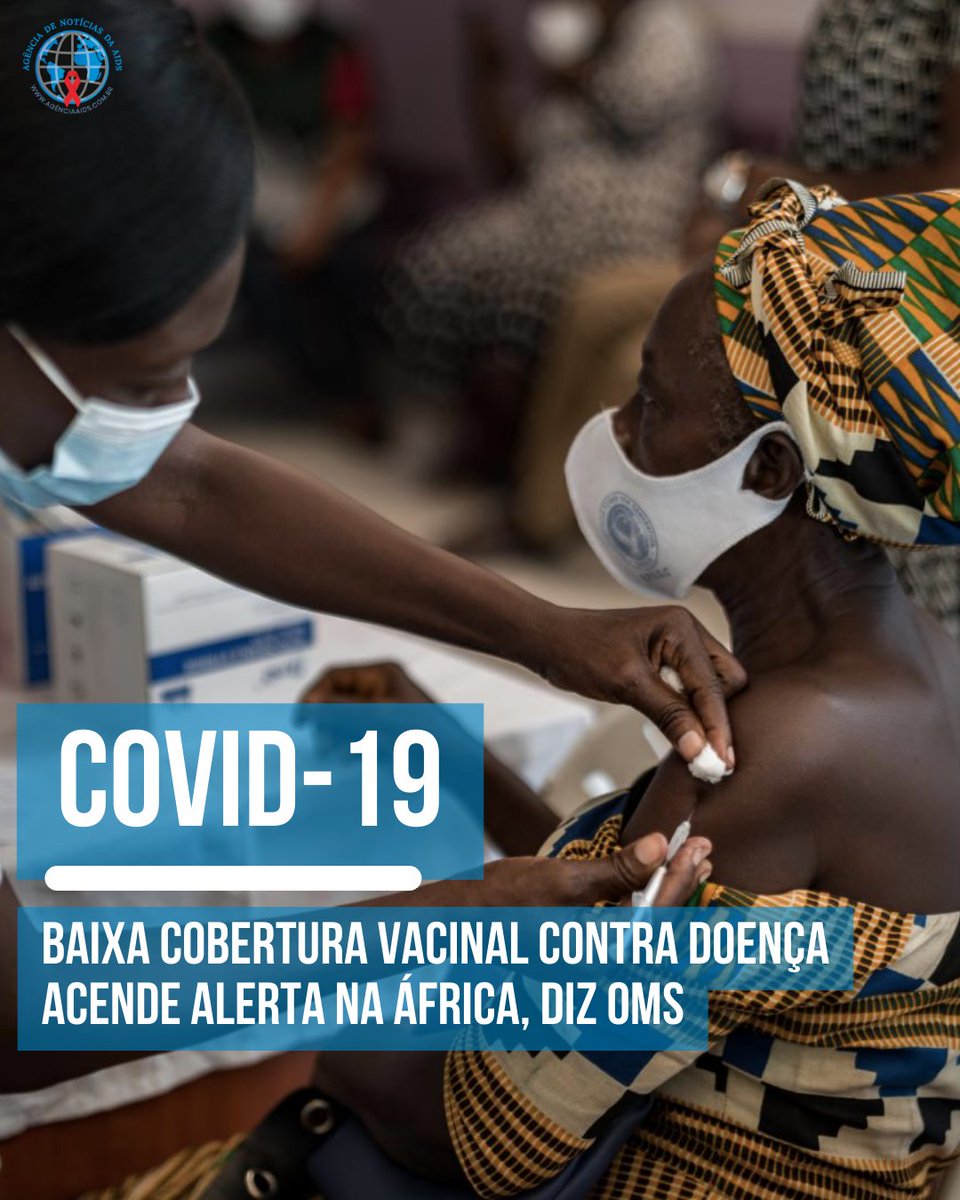 AGÊNCIA DE NOTÍCIAS DA AIDS
WWW.AGENCIAAIDS.COM.BR
COVID-19
BAIXA COBERTURA VACINAL CONTRA DOENÇA
ACENDE ALERTA NA ÁFRICA, DIZ OMS